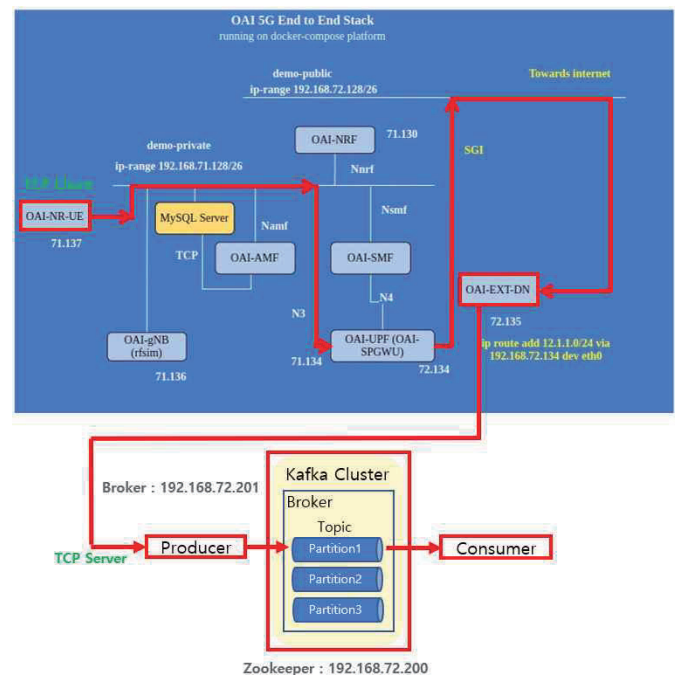 OAI 5G End to End Stack
running on docker-compose platform
demo-public
ip-range 192.168.72.128/26
Towards internet
OAI-NRF
71.130
demo-private
ip-range 192.168.71.128/26
Nnrf
SGI
OAI-NR-UE
71.137
MySQL Server
Namf
Nsmf
TCP
OAI-AMF
OAI-SMF
OAI-EXT-DN
72.135
N3
N4
OAI-gNB
(rfsim)
71.136
71.134
OAI-UPF (OAI-
SPGWU)
72.134
ip route add 12.1.1.0/24 via
192.168.72.134 dev eth0
Kafka Cluster
Broker : 192.168.72.201
Broker
Topic
TCP Server
Producer
Partition1
Consumer
Partition2
Partition3
Zookeeper : 192.168.72.200